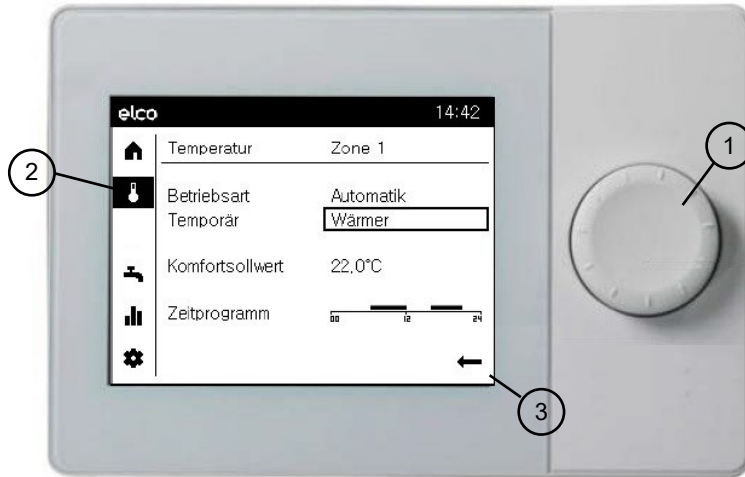 elco 14:42
Temperatur Zone 1
Betriebsart Automatik
Temporär Wärmer
Komfortsollwert 22,0°C
Zeitprogramm 00 12 24
1
2
3